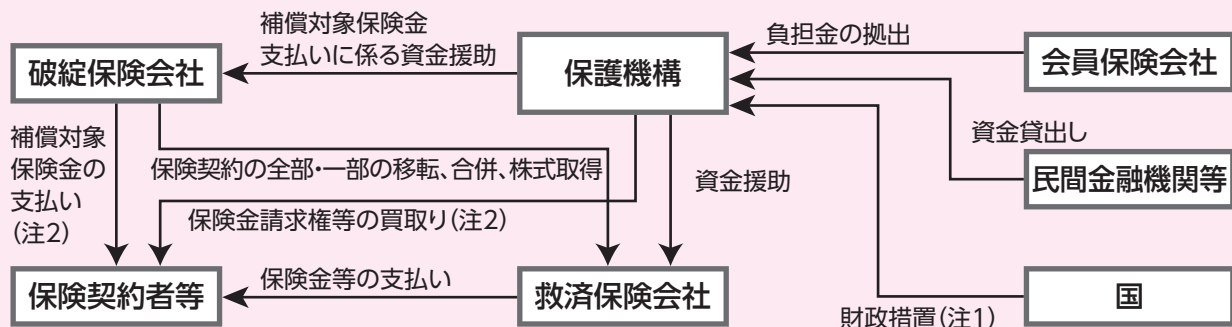 補償対象保険金
支払いに係る資金援助
負担金の拠出
破綻保険会社
保護機構
会員保険会社
補償対象
保険金の
支払い
(注2)
保険契約の全部・一部の移転、合併、株式取得
資金援助
資金貸出し
民間金融機関等
保険金請求権等の買取り(注2)
保険契約者等
保険金等の支払い
救済保険会社
国
財政措置(注1)